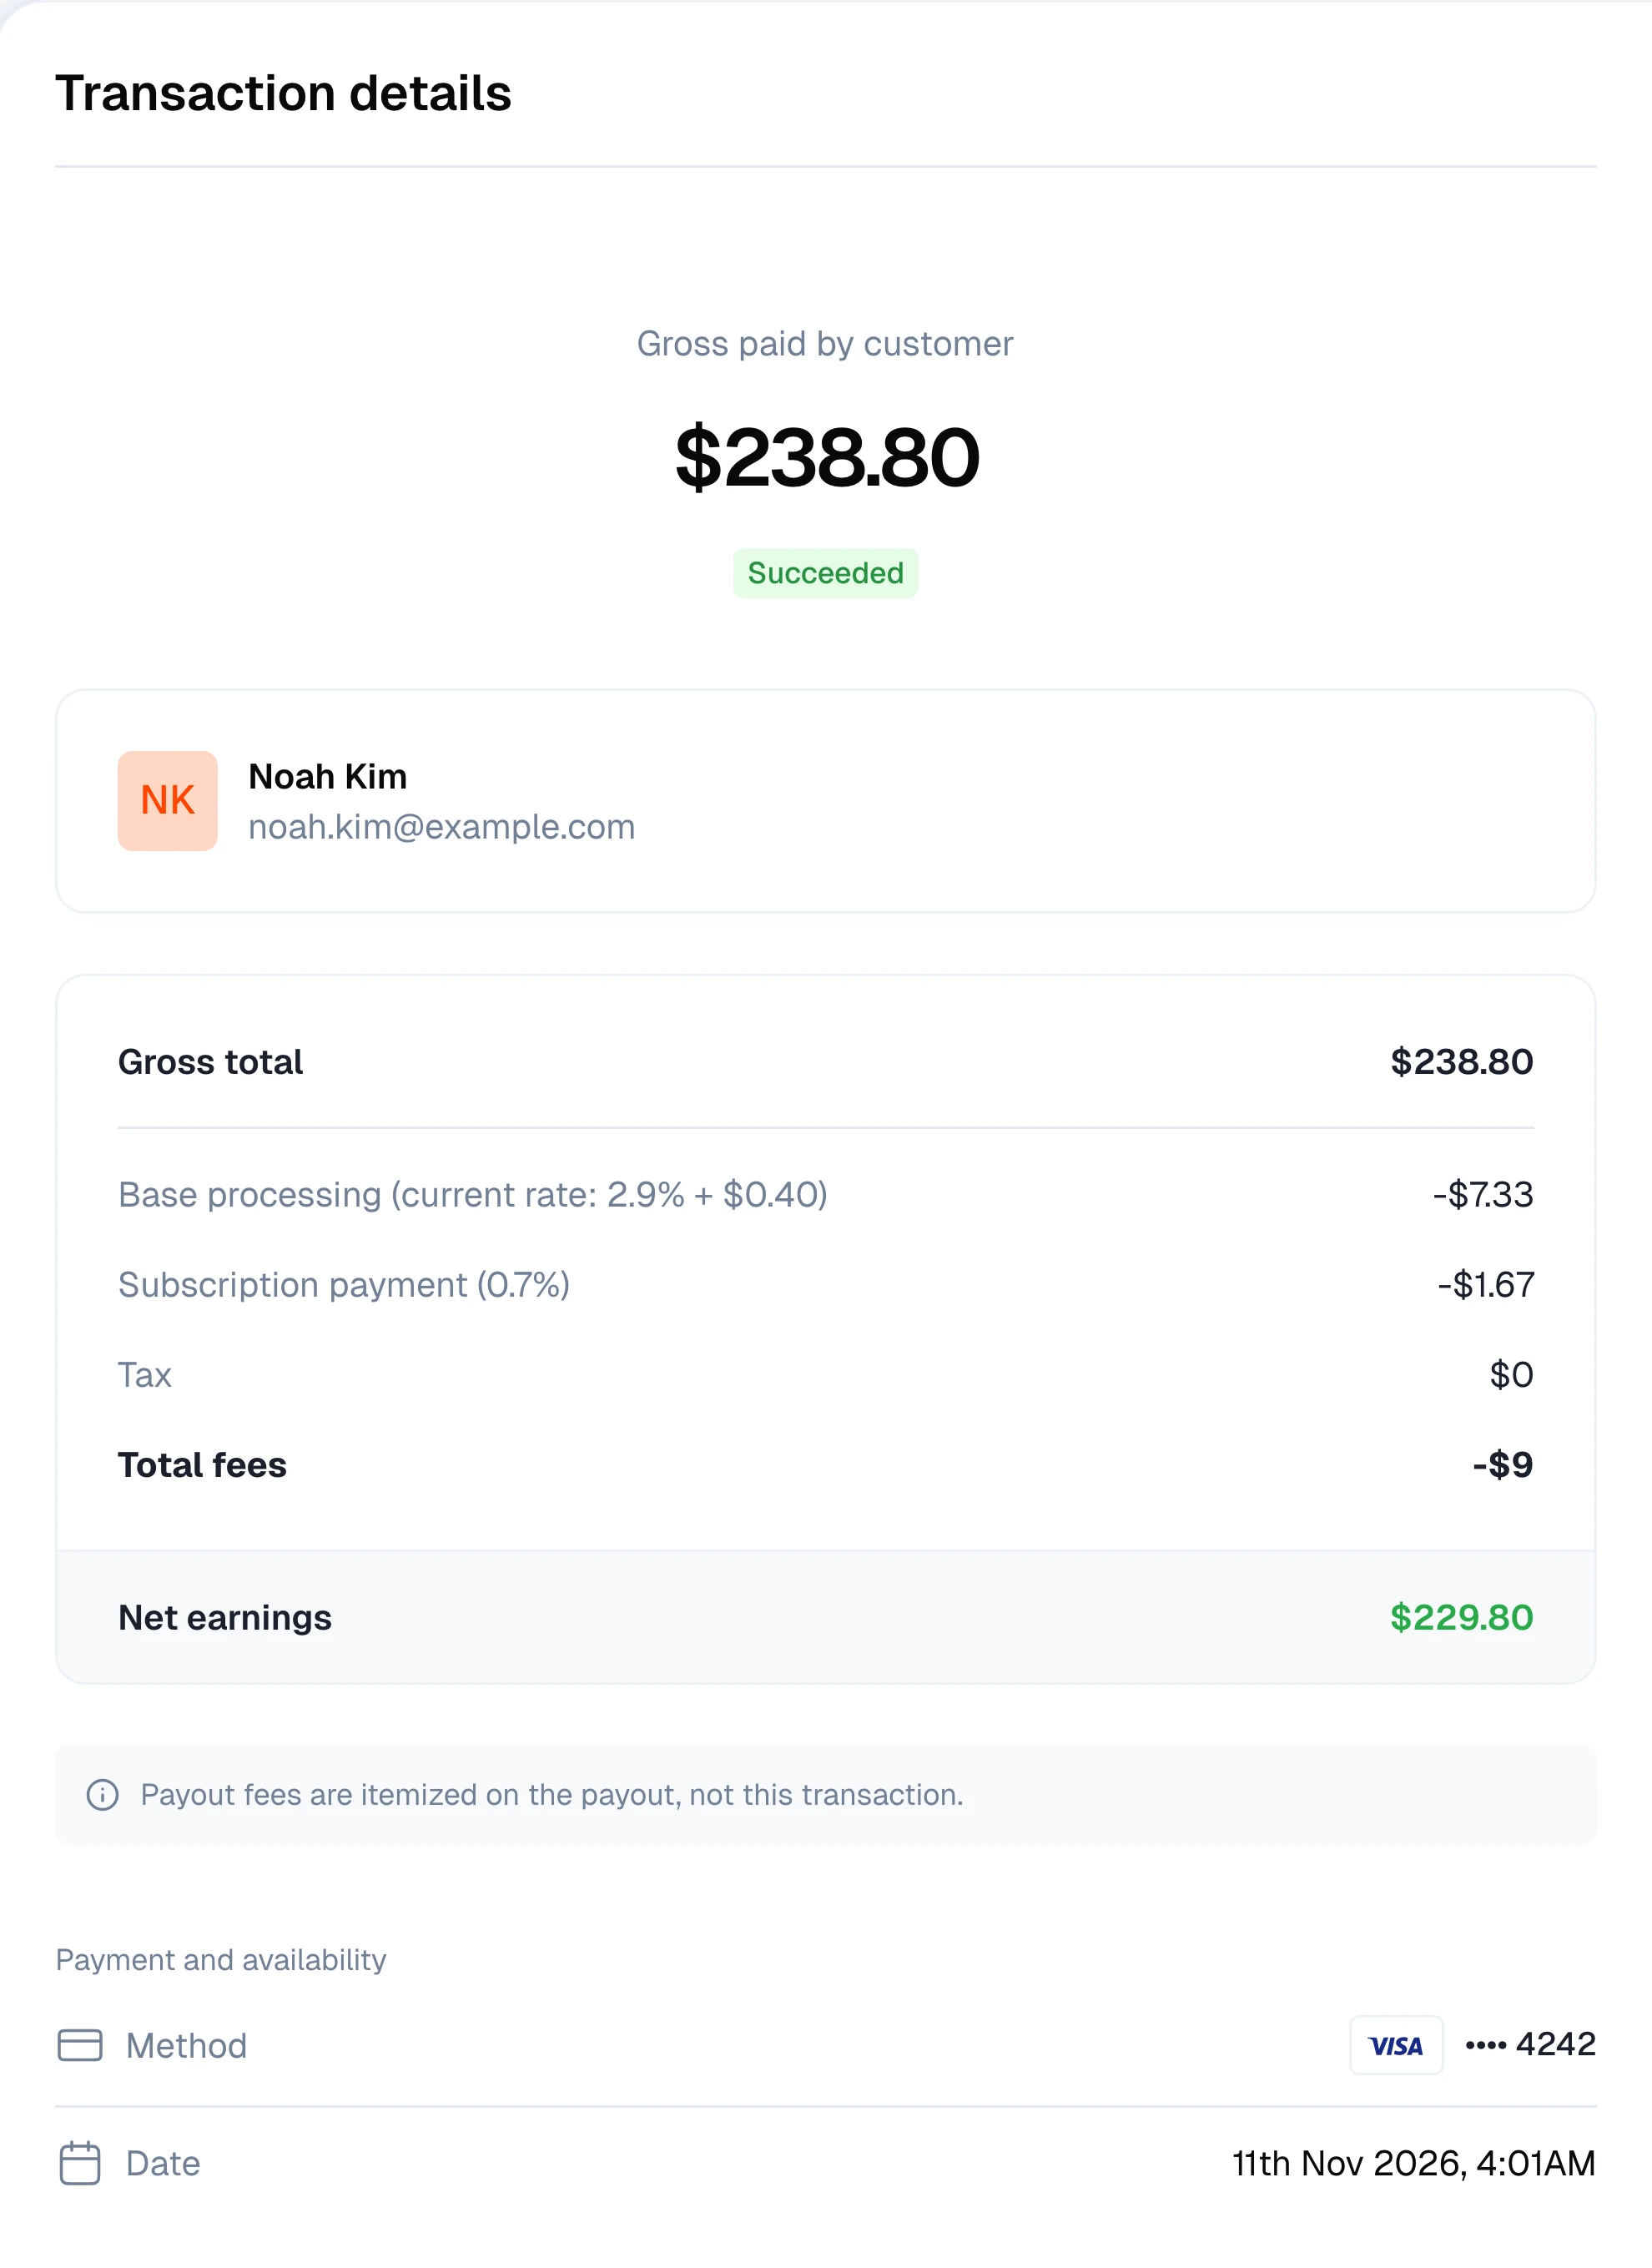 Transaction details
Gross paid by customer
$238.80
Succeeded
NK
Noah Kim
noah.kim@example.com
Gross total $238.80
Base processing (current rate: 2.9% + $0.40) -$7.33
Subscription payment (0.7%) -$1.67
Tax $0
Total fees -$9
Net earnings $229.80
Payout fees are itemized on the payout, not this transaction.
Payment and availability
Method VISA •••• 4242
Date 11th Nov 2026, 4:01AM